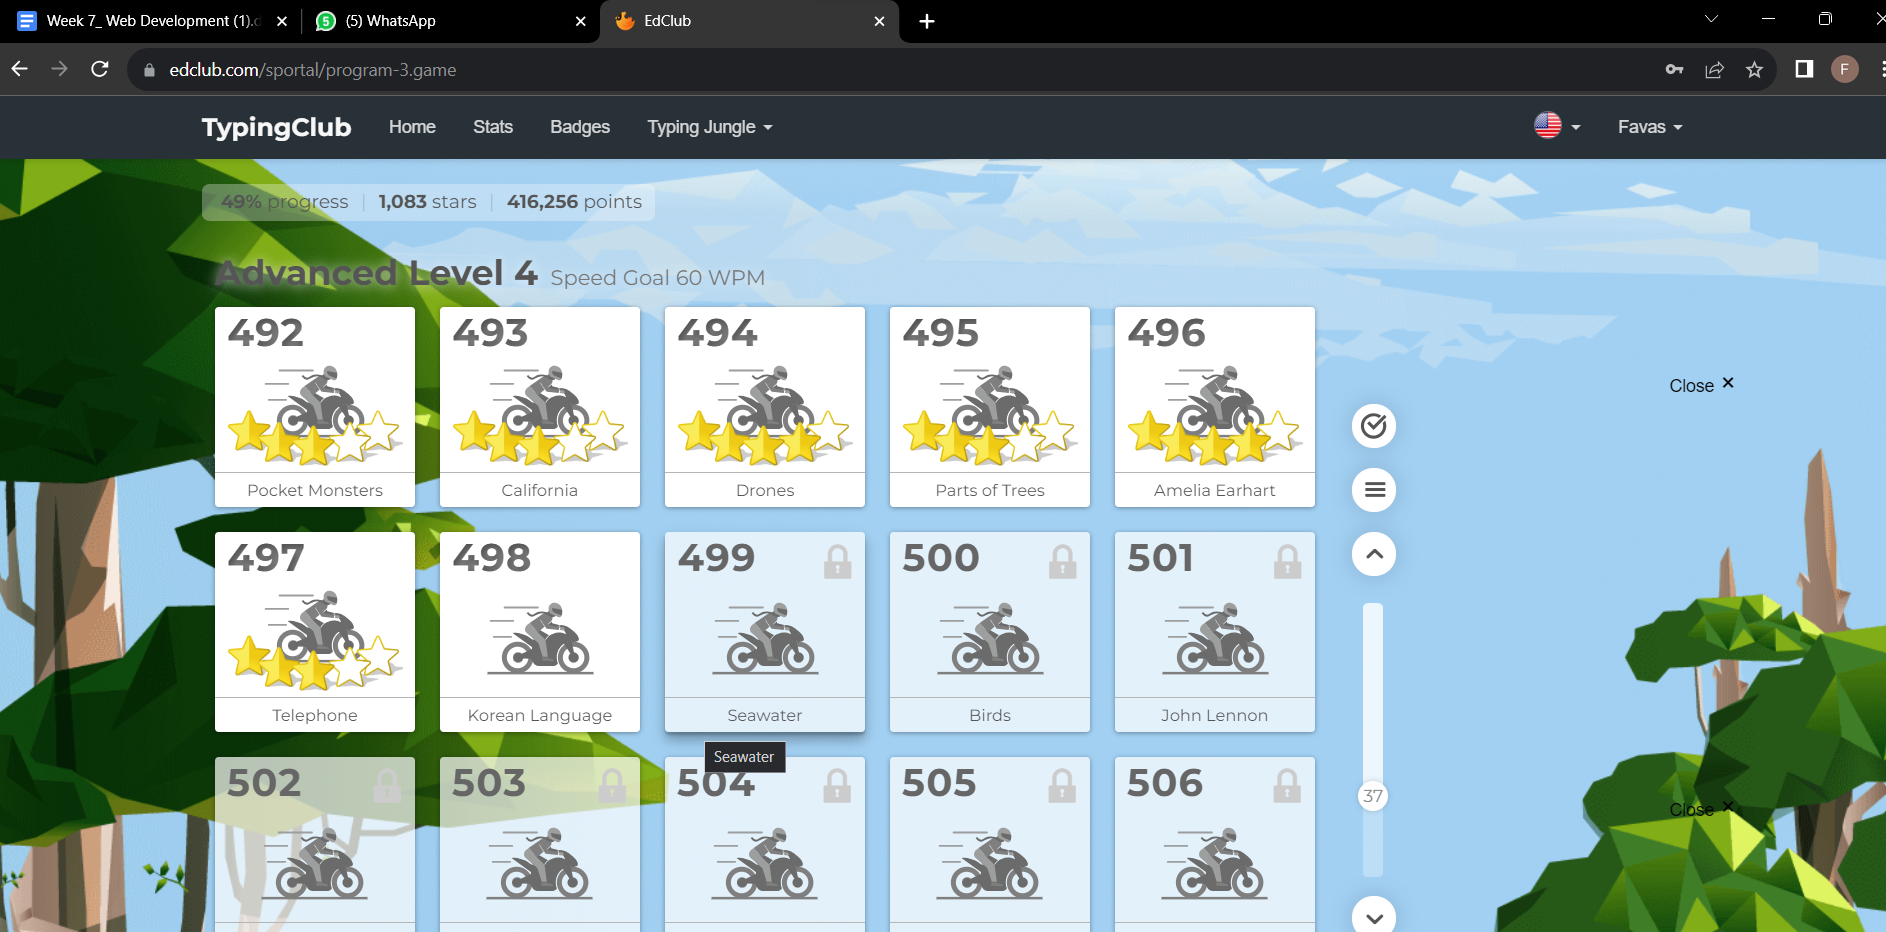 Week 7_ Web Development (1).d
(5) WhatsApp
EdClub
edclub.com/sportal/program-3.game
F
TypingClub Home Stats Badges Typing Jungle Favas
49% progress 1,083 stars 416,256 points
Advanced Level 4 Speed Goal 60 WPM
492 493 494 495 496
Close
Pocket Monsters California Drones Parts of Trees Amelia Earhart
497 498 499 500 501
Telephone Korean Language Seawater Birds John Lennon
Seawater
502 503 504 505 506
37
Close